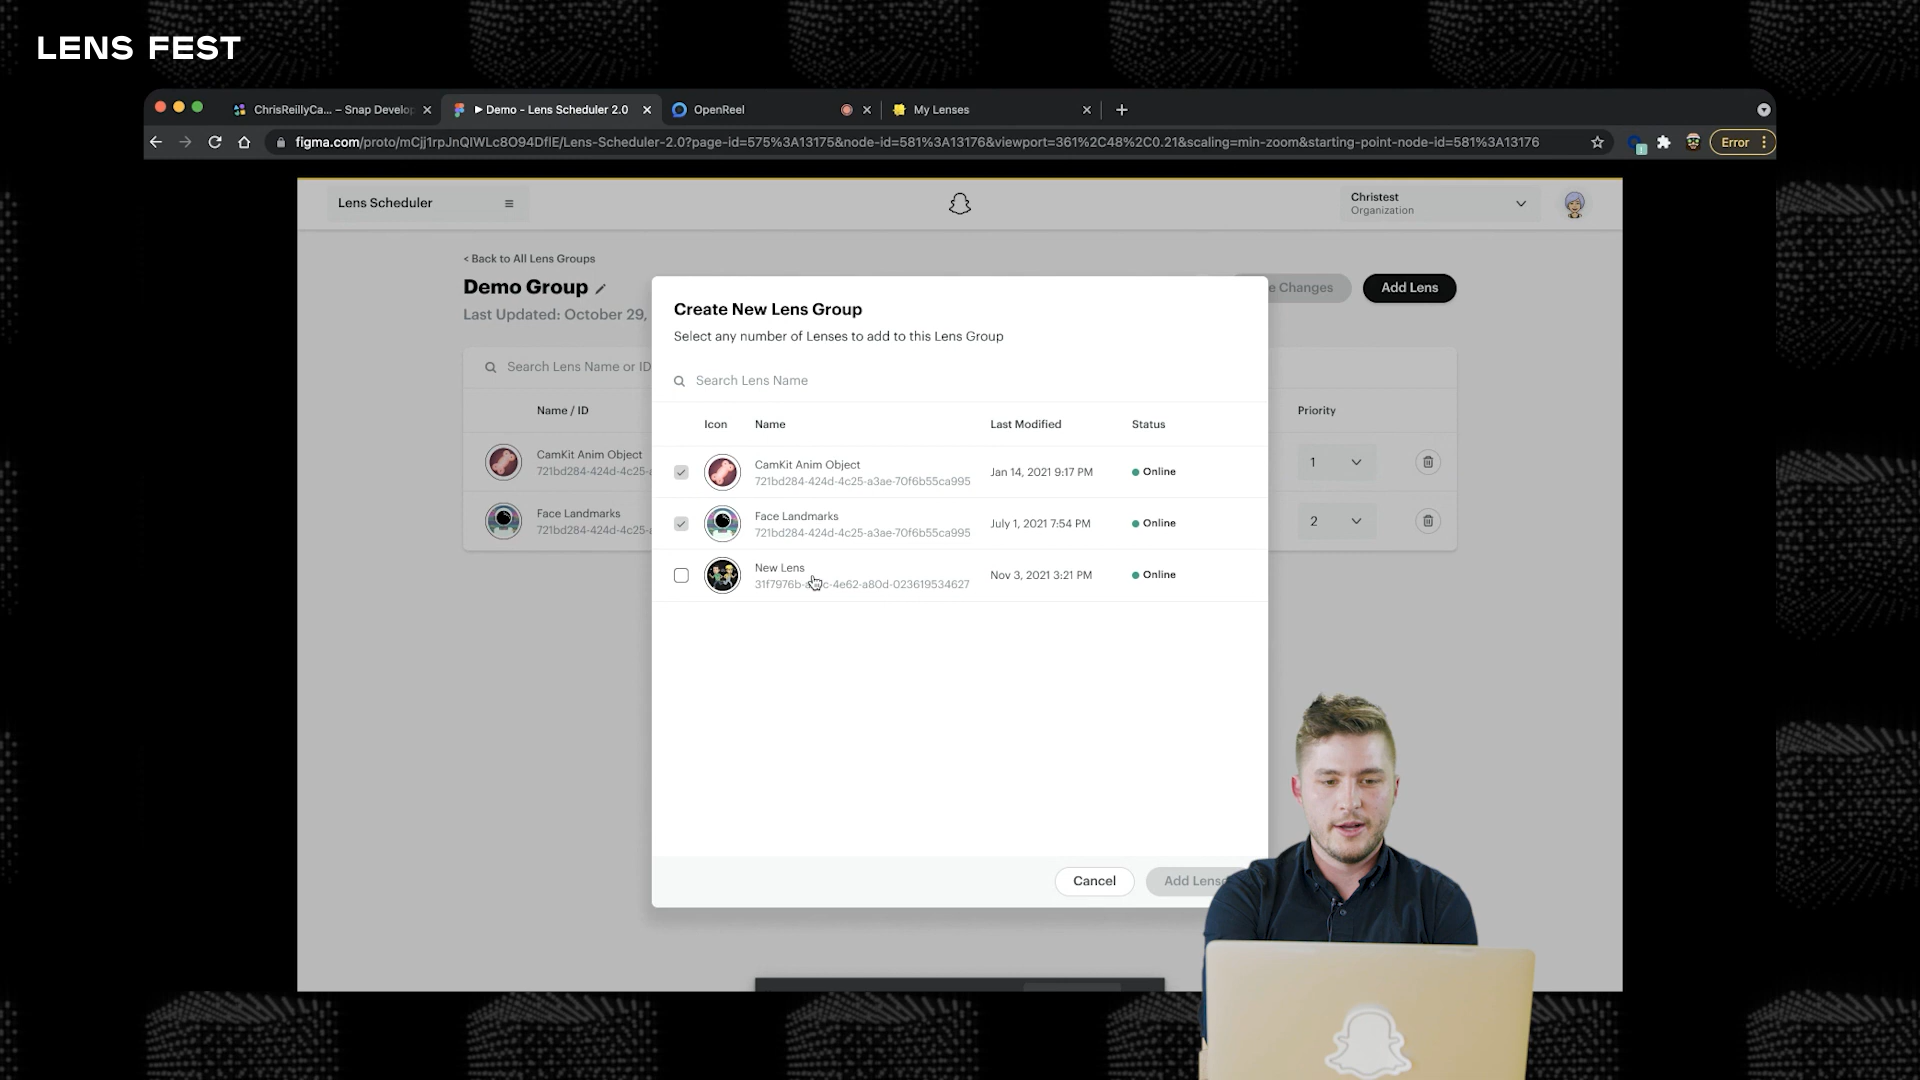 LENS FEST
ChrisReillyCa... – Snap Develop
Demo - Lens Scheduler 2.0
OpenReel
My Lenses
figma.com/proto/mCjj1rpJnQIWLc8O94DflE/Lens-Scheduler-2.0?page-id=575%3A13175&node-id=581%3A13176&viewport=361%2C48%2C0.21&scaling=min-zoom&starting-point-node-id=581%3A13176
Error
Lens Scheduler
Christest
Organization
< Back to All Lens Groups
Demo Group
Last Updated: October 29,
Changes
Add Lens
Search Lens Name or ID
Name / ID
Priority
CamKit Anim Object
721bd284-424d-4c25-
1
Face Landmarks
721bd284-424d-4c25-
2
Create New Lens Group
Select any number of Lenses to add to this Lens Group
Search Lens Name
Icon Name Last Modified Status
CamKit Anim Object
721bd284-424d-4c25-a3ae-70f6b55ca995
Jan 14, 2021 9:17 PM
Online
Face Landmarks
721bd284-424d-4c25-a3ae-70f6b55ca995
July 1, 2021 7:54 PM
Online
New Lens
4e62-a80d-023619534627
Nov 3, 2021 3:21 PM
Online
Cancel
Add Lense